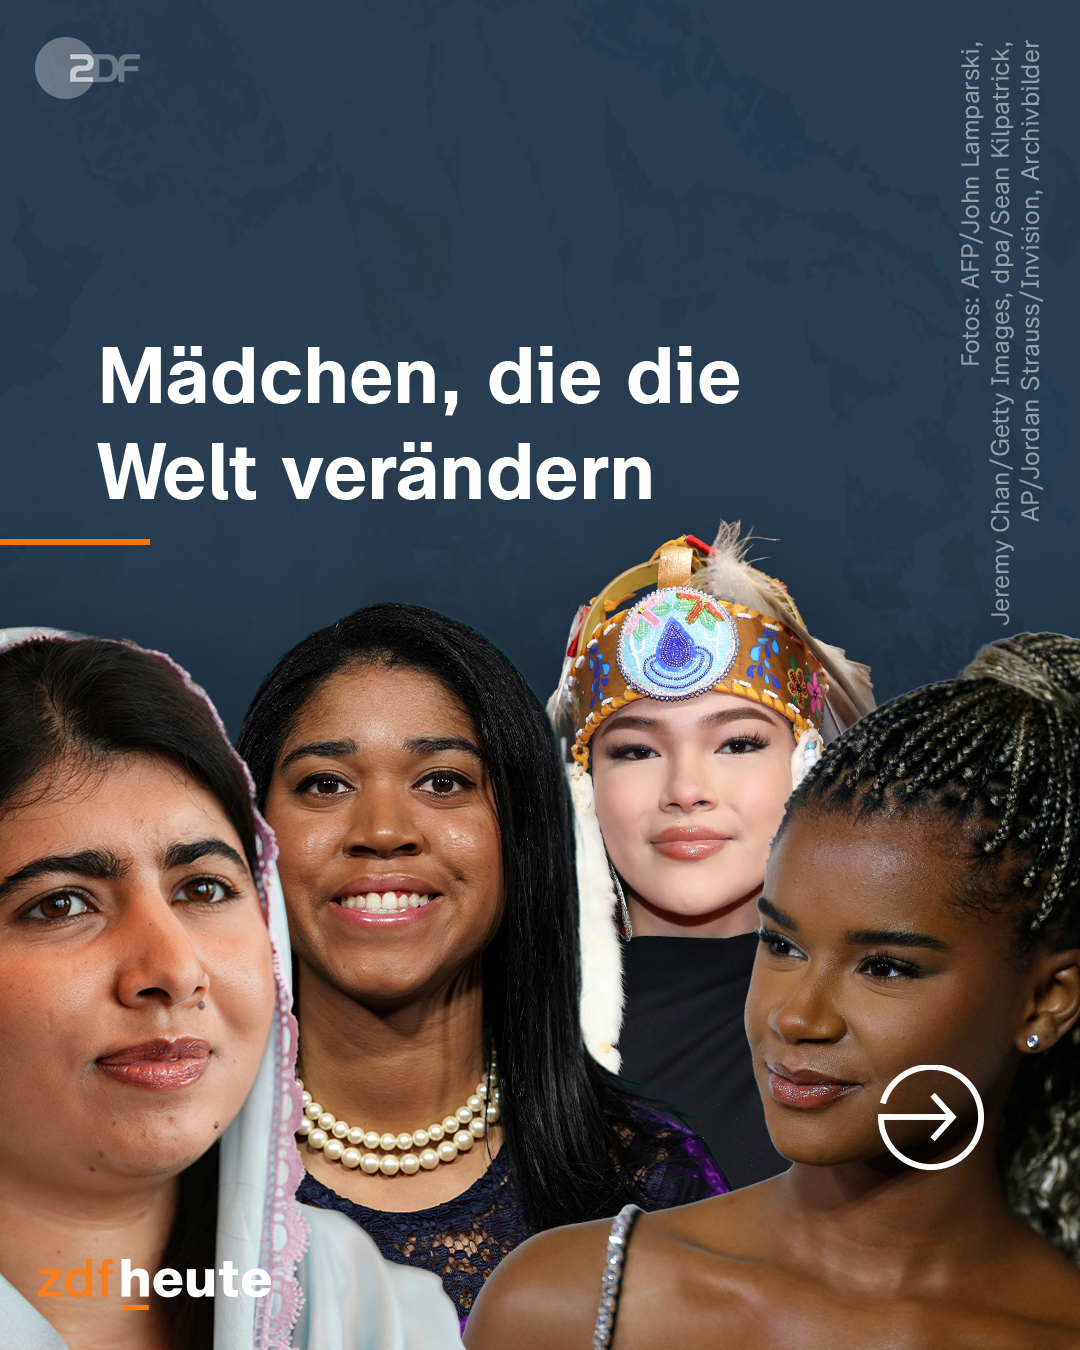 ZDF
Fotos: AFP/John Lamparski,
Jeremy Chan/Getty Images, dpa/Sean Kilpatrick,
AP/Jordan Strauss/Invision, Archivbilder
Mädchen, die die
Welt verändern
zdfheute